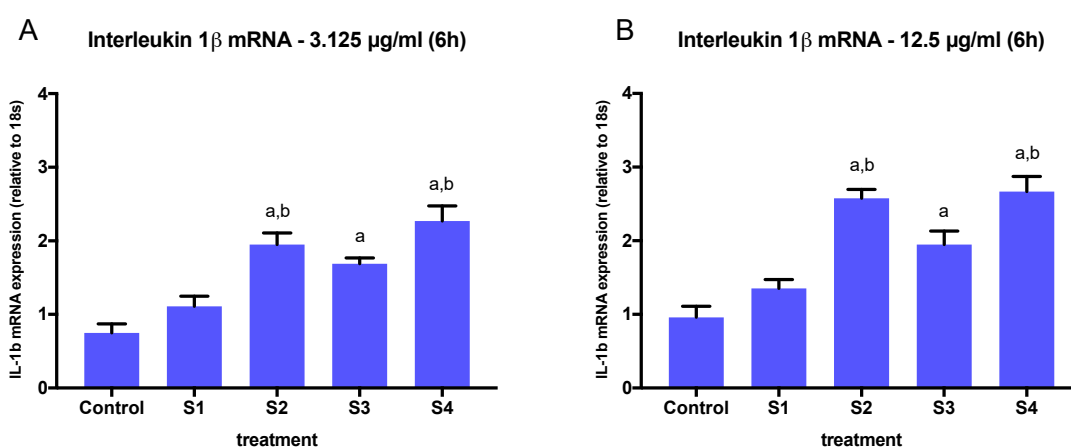 A
Interleukin 1β mRNA - 3.125 µg/ml (6h)
IL-1b mRNA expression (relative to 18s)
4
3
2
1
0
a,b
a
a,b
Control S1 S2 S3 S4
treatment
B
Interleukin 1β mRNA - 12.5 µg/ml (6h)
IL-1b mRNA expression (relative to 18s)
4
3
2
1
0
a,b
a
a,b
Control S1 S2 S3 S4
treatment